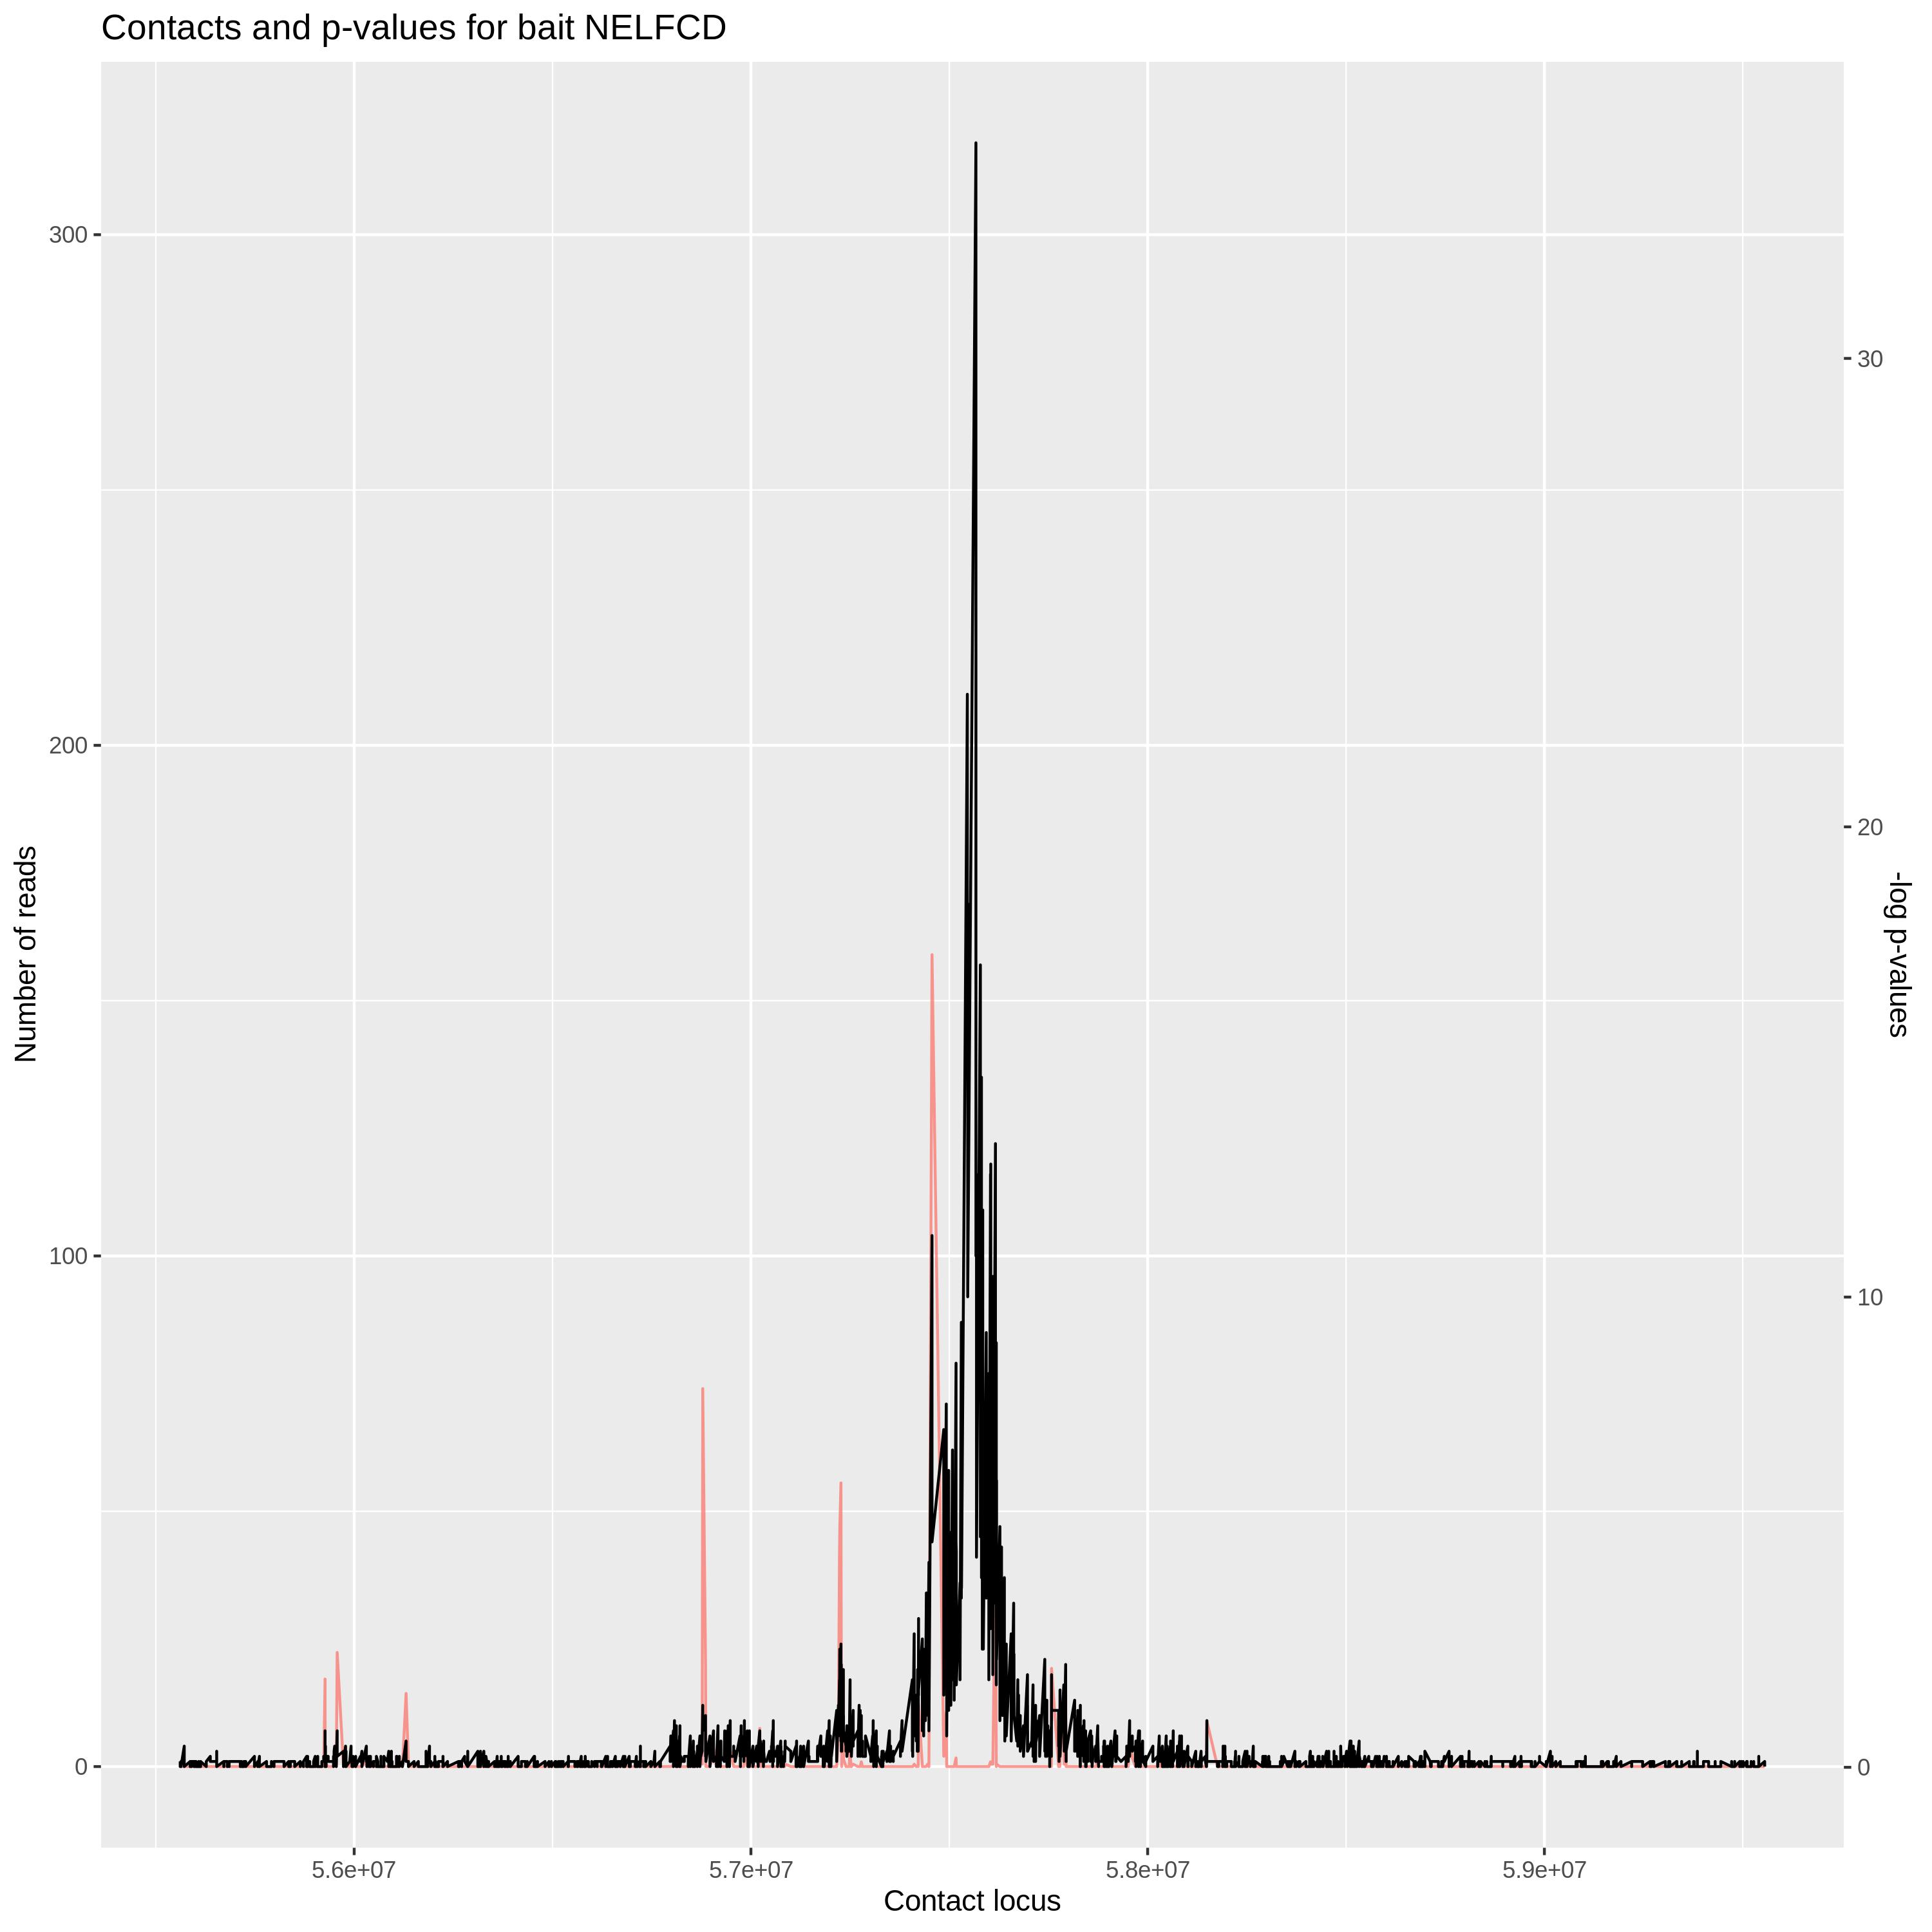 Contacts and p-values for bait NELFCD
300
200
100
0
Number of reads
30
20
10
0
-log p-values
5.6e+07
5.7e+07
5.8e+07
5.9e+07
Contact locus